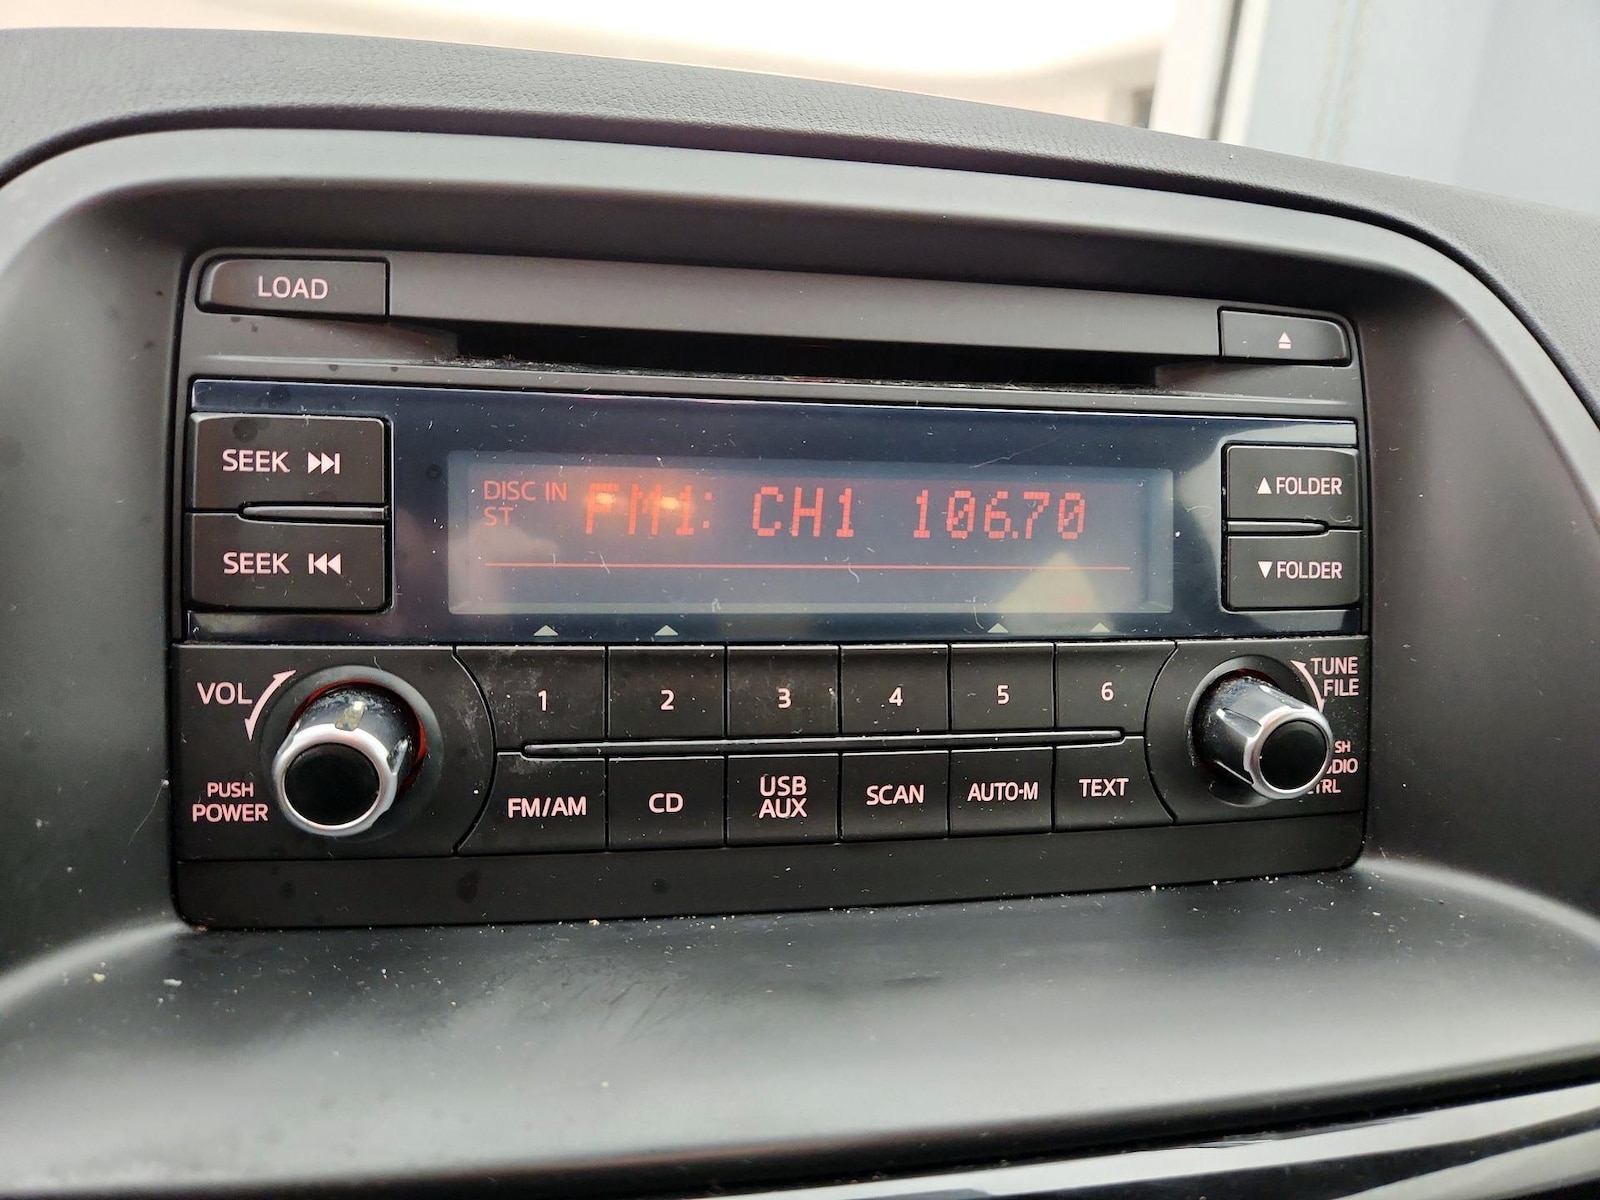 LOAD
SEEK
SEEK
DISC IN
ST
FM1: CH1 106.70
▲FOLDER
▼FOLDER
VOL
PUSH
POWER
1 2 3 4 5 6
FM/AM CD USB AUX SCAN AUTO-M TEXT
TUNE
FILE